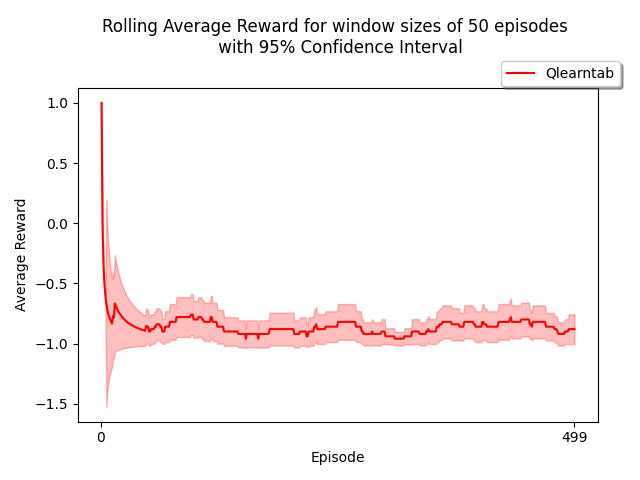 Rolling Average Reward for window sizes of 50 episodes
with 95% Confidence Interval
Qlearntab
1.0
0.5
0.0
−0.5
−1.0
−1.5
Average Reward
0
499
Episode